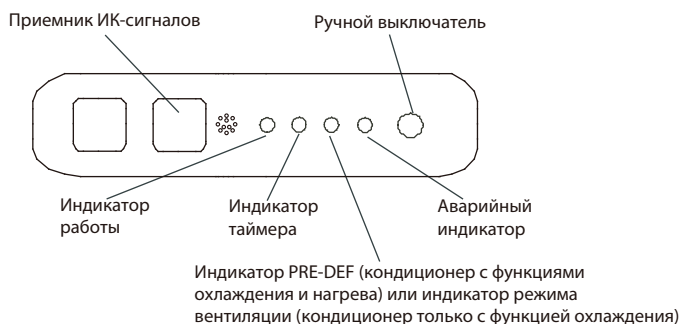 Приемник ИК-сигналов
Ручной выключатель
Индикатор
работы
Индикатор
таймера
Аварийный
индикатор
Индикатор PRE-DEF (кондиционер с функциями
охлаждения и нагрева) или индикатор режима
вентиляции (кондиционер только с функцией охлаждения)